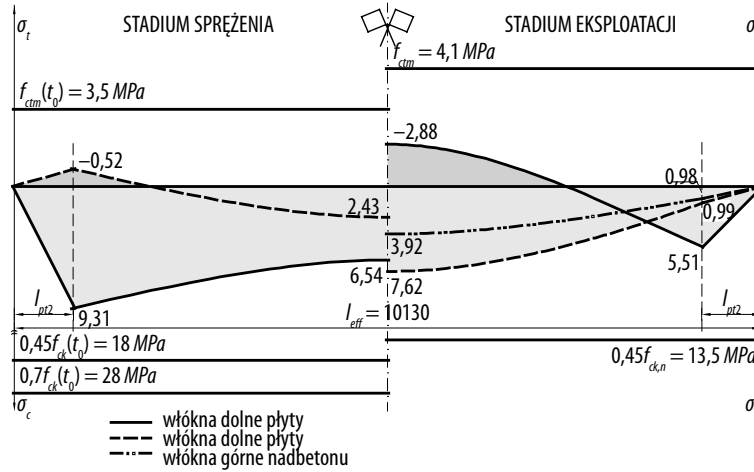 σt STADIUM SPRĘŻENIA STADIUM EKSPLOATACJI σ
fctm = 4,1 MPa
fctm(t0) = 3,5 MPa
−2,88
−0,52
0,98
2,43
0,99
3,92
5,51
6,54
7,62
lpt2 lpt2
9,31
leff = 10130
0,45fck(t0) = 18 MPa
0,45fck,n = 13,5 MPa
0,7fck(t0) = 28 MPa
σc σ
włókna dolne płyty
włókna dolne płyty
włókna górne nadbetonu